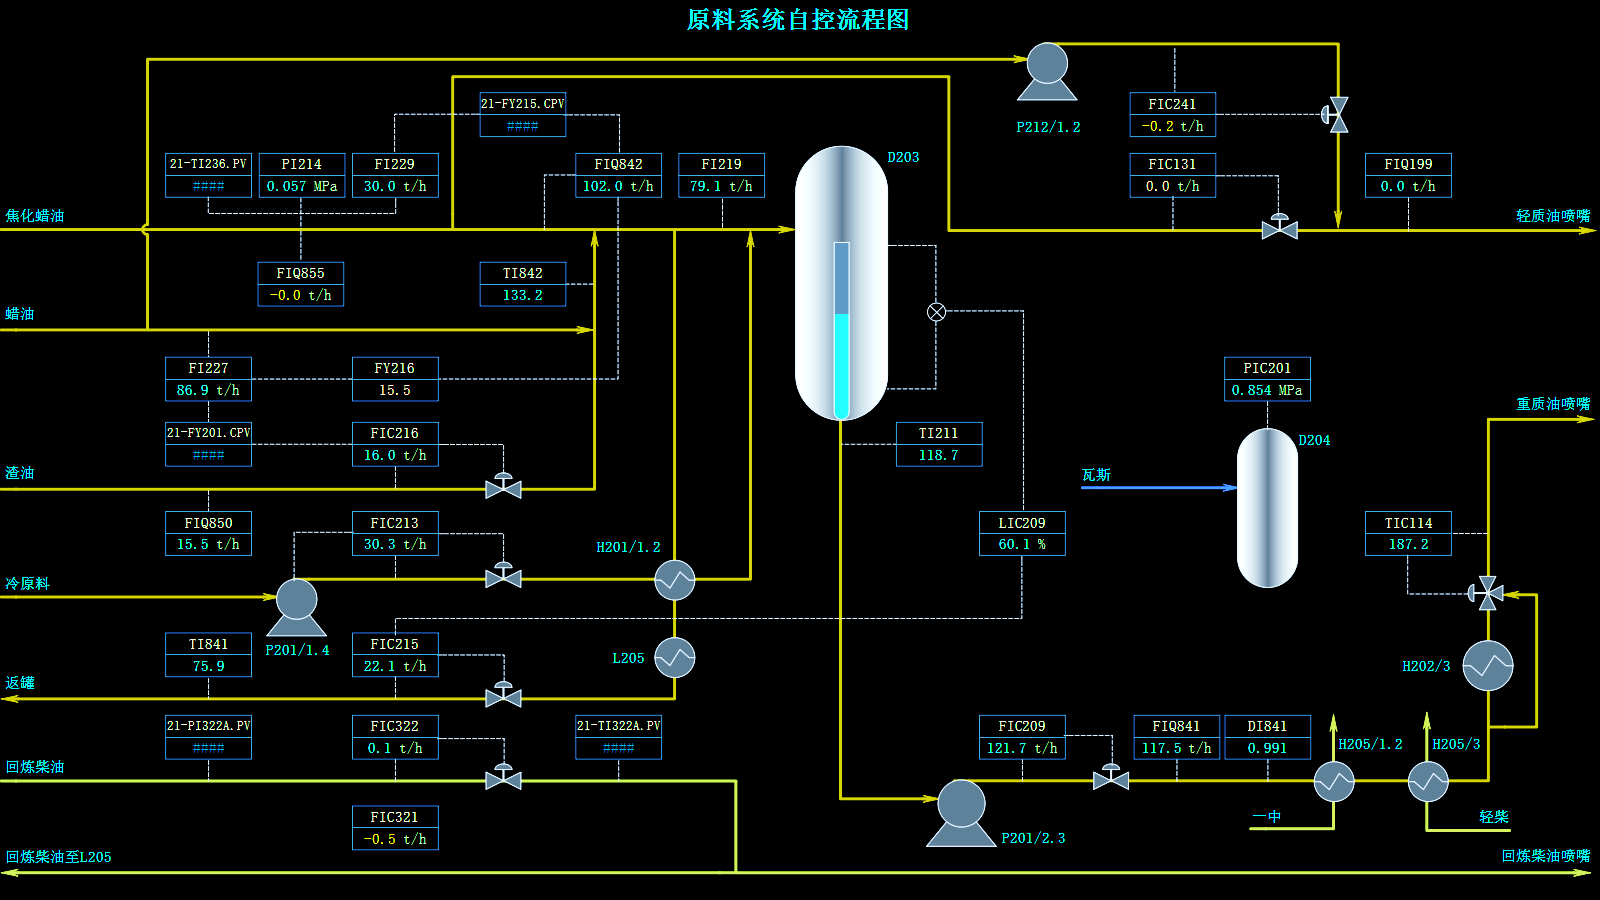 原料系统自控流程图
21-FY215.CPV
####
FIC241
-0.2 t/h
P212/1.2
21-TI236.PV
####
PI214
0.057 MPa
FI229
30.0 t/h
FIQ842
102.0 t/h
FI219
79.1 t/h
D203
FIC131
0.0 t/h
FIQ199
0.0 t/h
焦化蜡油
轻质油喷嘴
FIQ855
-0.0 t/h
TI842
133.2
蜡油
FI227
86.9 t/h
FY216
15.5
PIC201
0.854 MPa
重质油喷嘴
21-FY201.CPV
####
FIC216
16.0 t/h
TI211
118.7
D204
渣油
瓦斯
FIQ850
15.5 t/h
FIC213
30.3 t/h
H201/1.2
LIC209
60.1 %
TIC114
187.2
冷原料
P201/1.4
TI841
75.9
FIC215
22.1 t/h
L205
H202/3
返罐
21-PI322A.PV
####
FIC322
0.1 t/h
21-TI322A.PV
####
FIC209
121.7 t/h
FIQ841
117.5 t/h
DI841
0.991
H205/1.2
H205/3
回炼柴油
FIC321
-0.5 t/h
P201/2.3
一中
轻柴
回炼柴油至L205
回炼柴油喷嘴